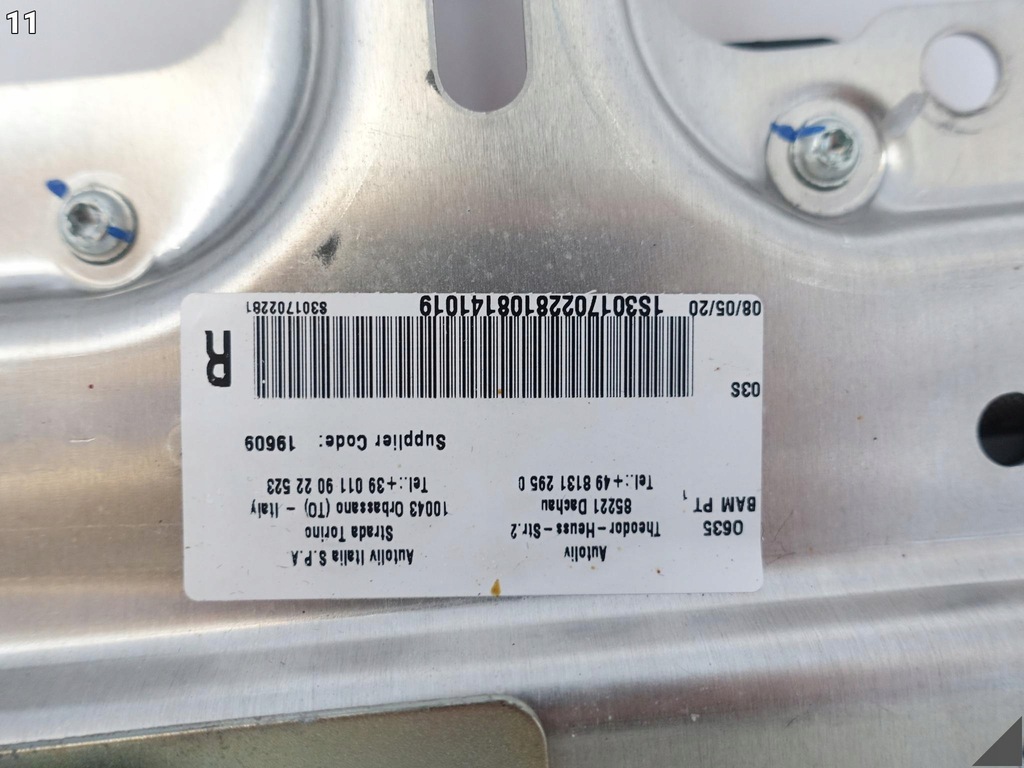 11
0635
BAM PT
1
Autoliv
Theodor-Heuss-Str.2
85221 Dachau
Tel.:+49 8131 295 0
Autoliv Italia S.P.A
Strada Torino
10043 Orbassano (TO) - Italy
Tel.:+39 011 90 22 523
Supplier Code: 19609
03S
R
08/05/20
1S30170228108141019
8301702281